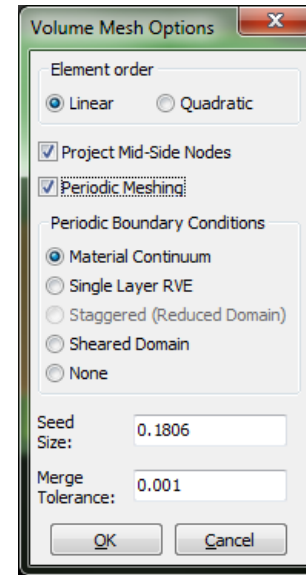 Volume Mesh Options
Element order
Linear Quadratic
Project Mid-Side Nodes
Periodic Meshing
Periodic Boundary Conditions
Material Continuum
Single Layer RVE
Staggered (Reduced Domain)
Sheared Domain
None
Seed
Size: 0.1806
Merge
Tolerance: 0.001
OK Cancel